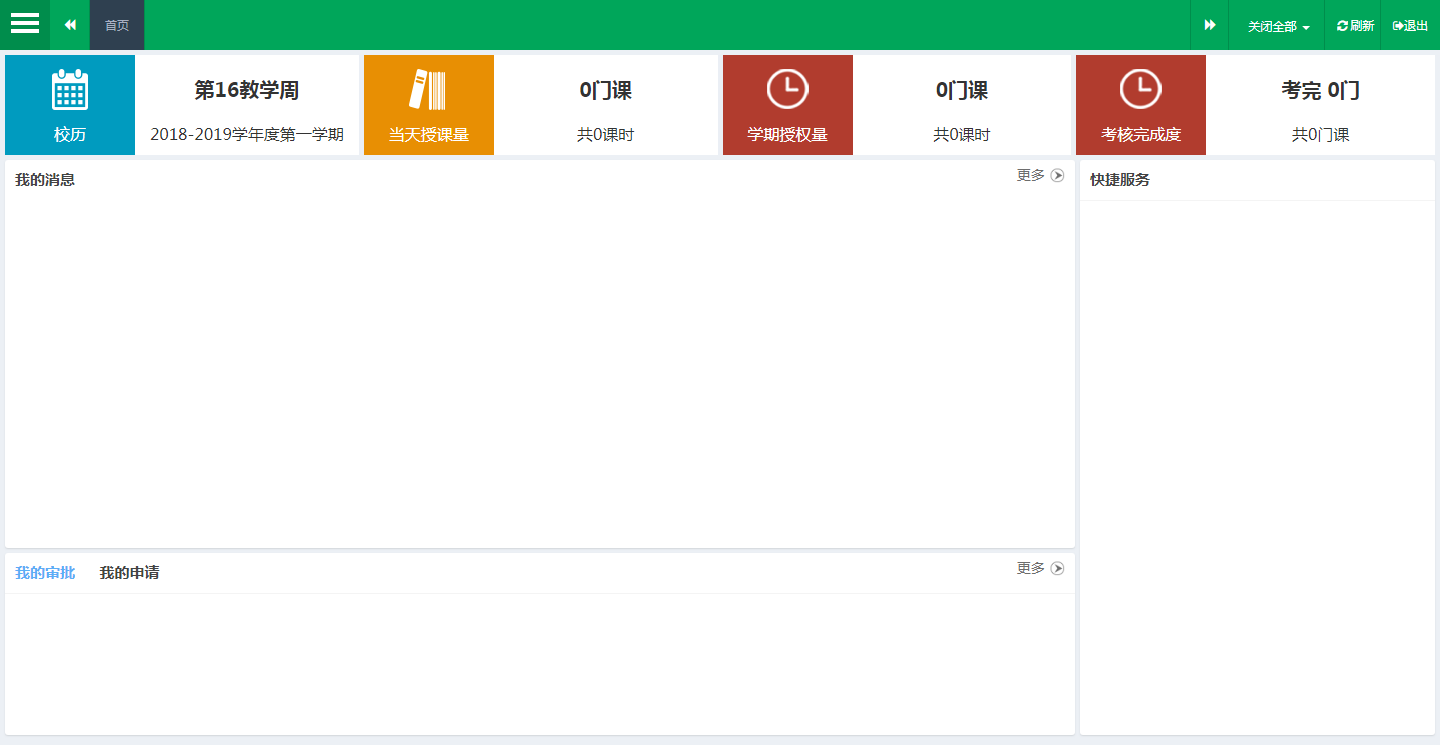 首页
关闭全部
刷新
退出
校历
第16教学周
2018-2019学年度第一学期
当天授课量
0门课
共0课时
学期授权量
0门课
共0课时
考核完成度
考完 0门
共0门课
我的消息
更多
快捷服务
我的审批
我的申请
更多